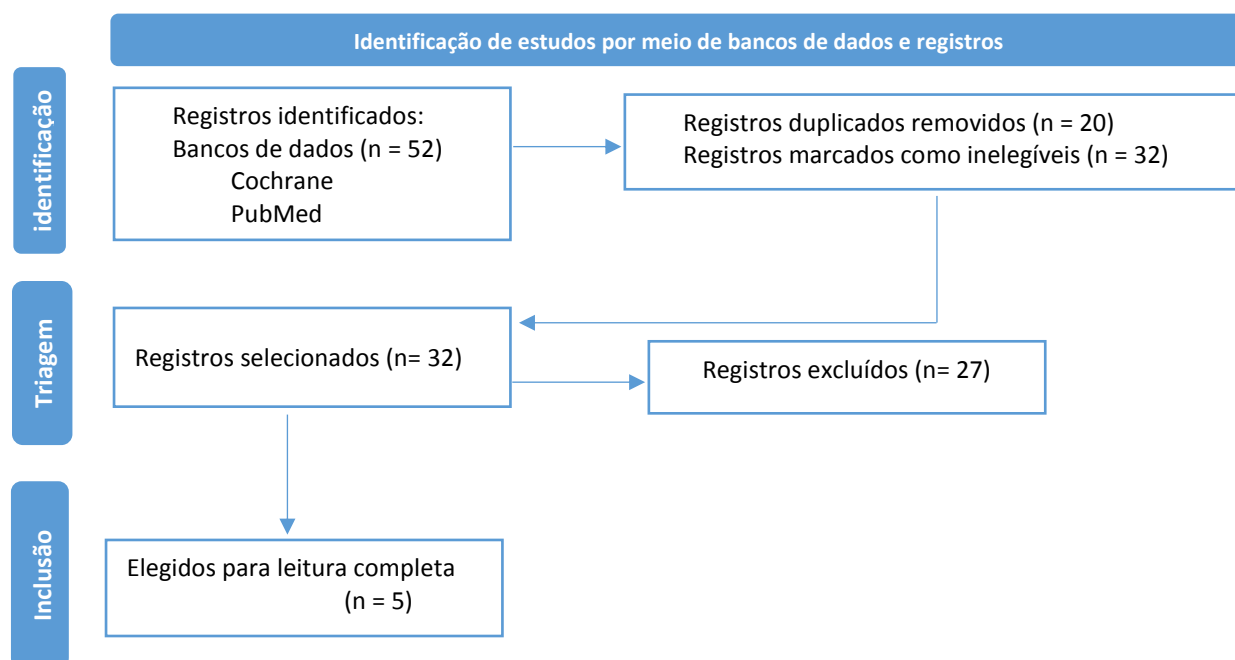 Identificação de estudos por meio de bancos de dados e registros
identificação
Registros identificados:
Bancos de dados (n = 52)
Cochrane
PubMed
Registros duplicados removidos (n = 20)
Registros marcados como inelegíveis (n = 32)
Triagem
Registros selecionados (n= 32)
Registros excluídos (n= 27)
Inclusão
Elegidos para leitura completa
(n = 5)